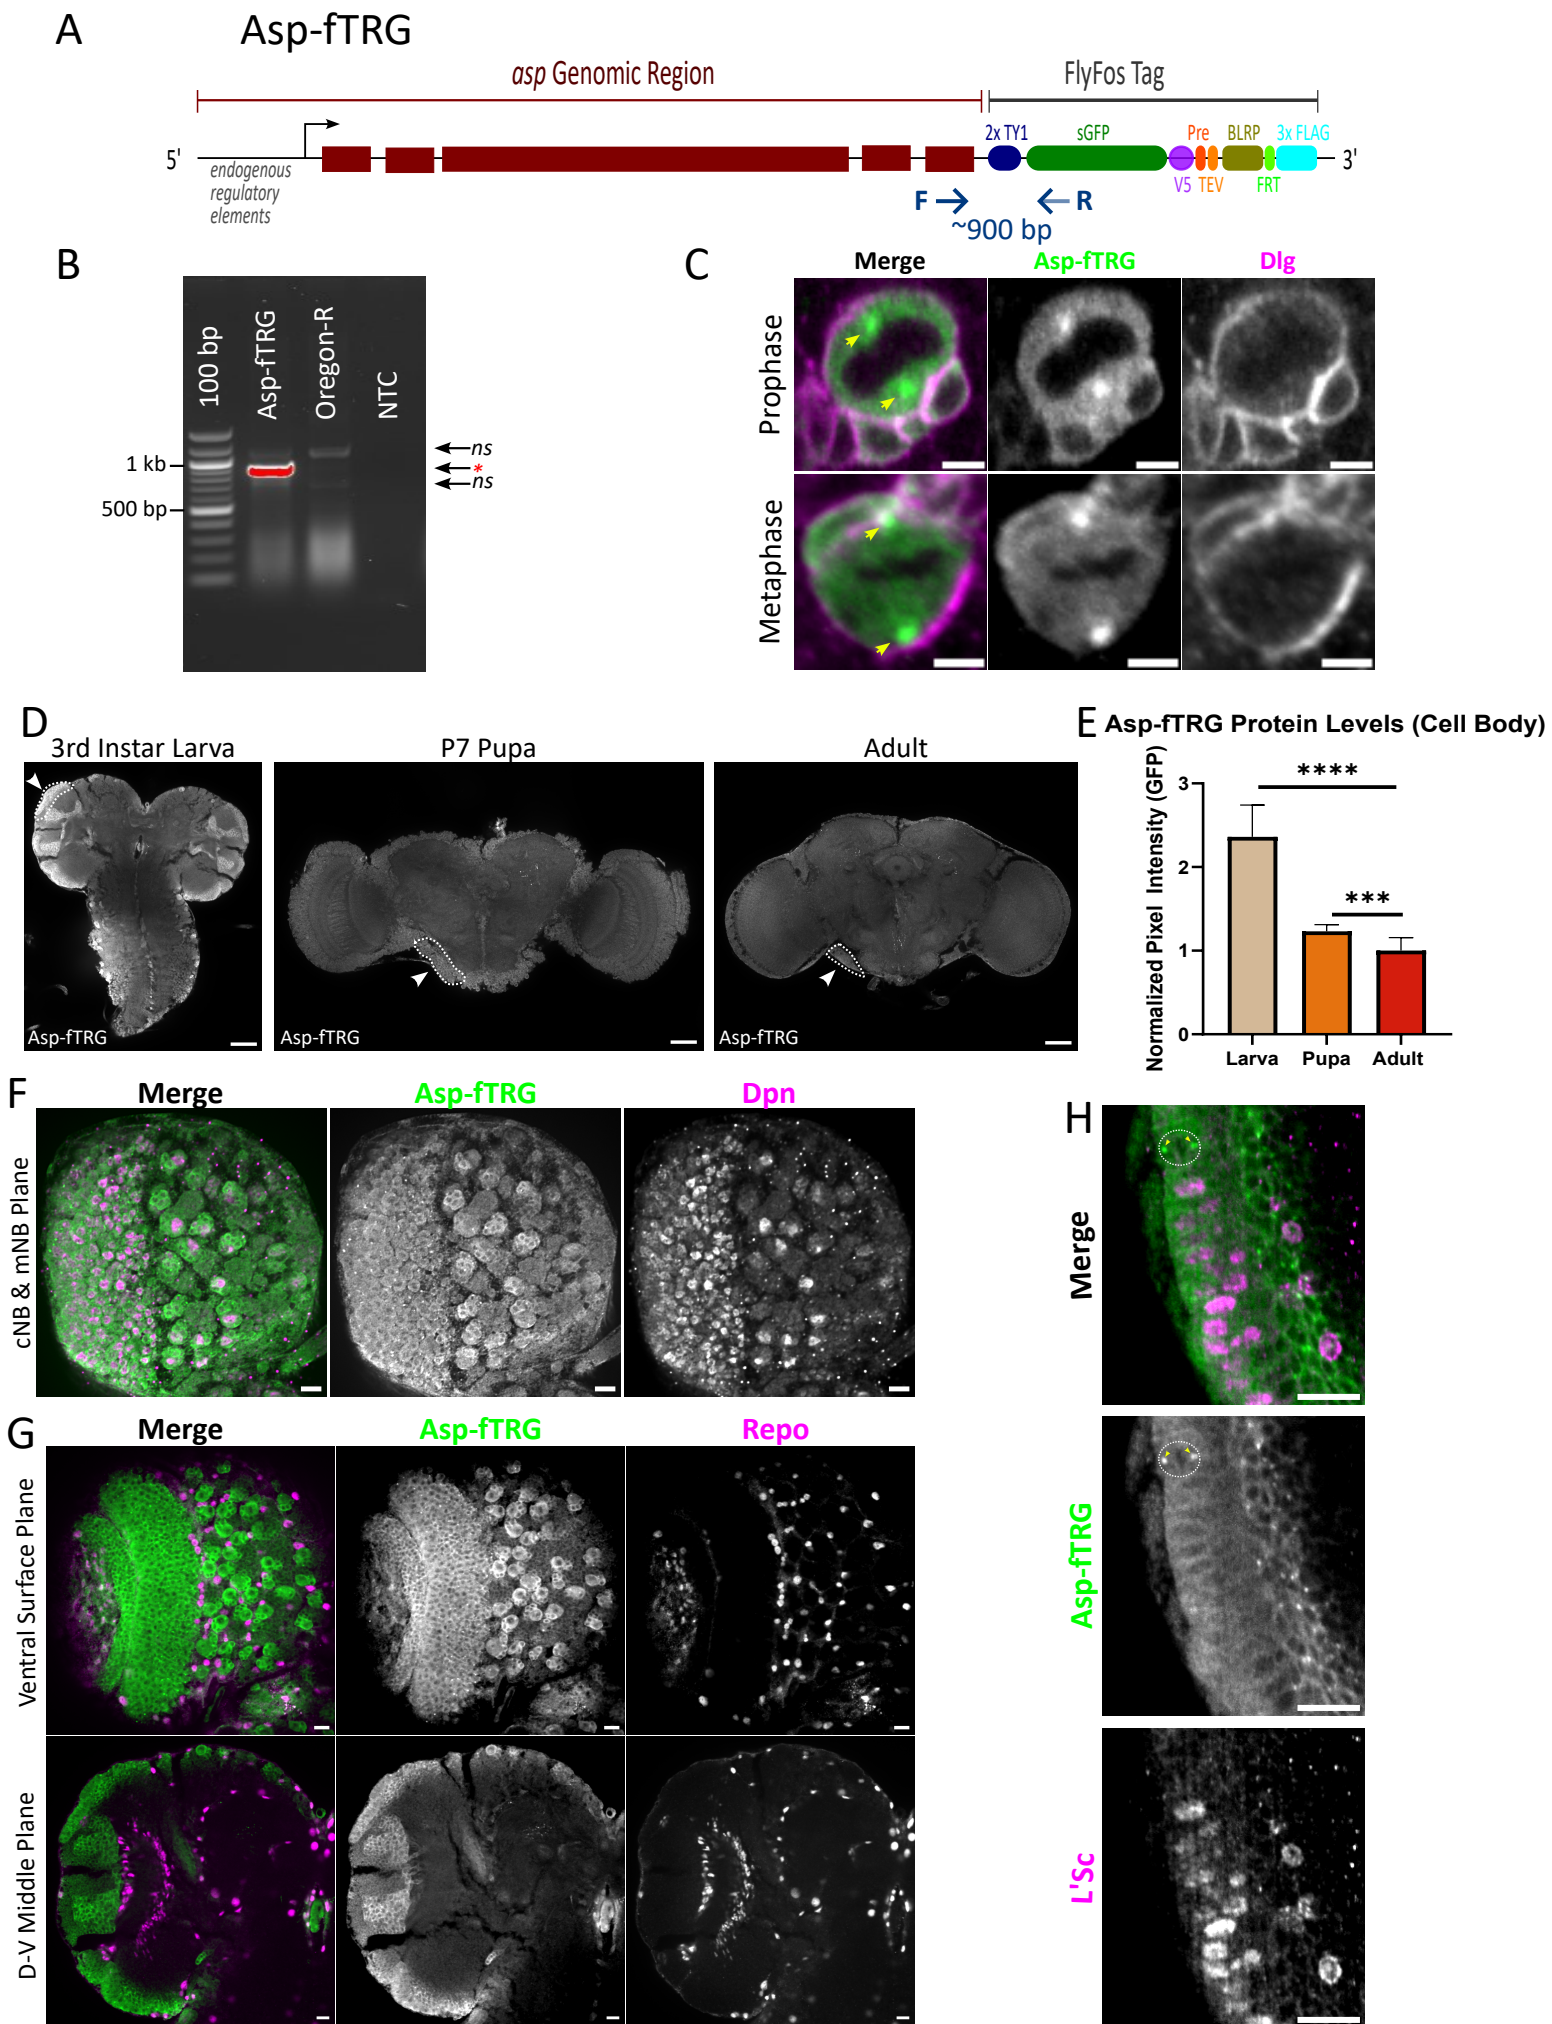 A
Asp-fTRG
asp Genomic Region
FlyFos Tag
2x TY1
sGFP
Pre
BLRP
3x FLAG
5'
3'
endogenous
regulatory
elements
V5
TEV
FRT
F
R
~900 bp
B
100 bp
Asp-fTRG
Oregon-R
NTC
1 kb
500 bp
ns
*
ns
C
Merge
Asp-fTRG
Dlg
Prophase
Metaphase
D
3rd Instar Larva
P7 Pupa
Adult
Asp-fTRG
Asp-fTRG
Asp-fTRG
E
Asp-fTRG Protein Levels (Cell Body)
Normalized Pixel Intensity (GFP)
3
2
1
0
****
***
Larva
Pupa
Adult
F
Merge
Asp-fTRG
Dpn
cNB & mNB Plane
G
Merge
Asp-fTRG
Repo
Ventral Surface Plane
D-V Middle Plane
H
Merge
Asp-fTRG
L'Sc